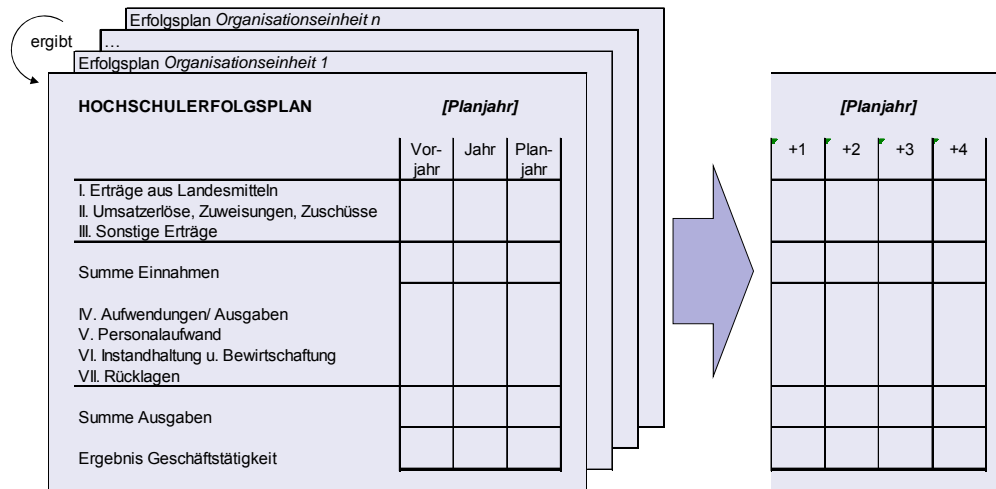 Erfolgsplan Organisationseinheit n
ergibt
...
Erfolgsplan Organisationseinheit 1
HOCHSCHULERFOLGSPLAN [Planjahr]
Vor- Jahr Plan-
jahr jahr
I. Erträge aus Landesmitteln
II. Umsatzerlöse, Zuweisungen, Zuschüsse
III. Sonstige Erträge
Summe Einnahmen
IV. Aufwendungen/ Ausgaben
V. Personalaufwand
VI. Instandhaltung u. Bewirtschaftung
VII. Rücklagen
Summe Ausgaben
Ergebnis Geschäftstätigkeit
[Planjahr]
+1 +2 +3 +4